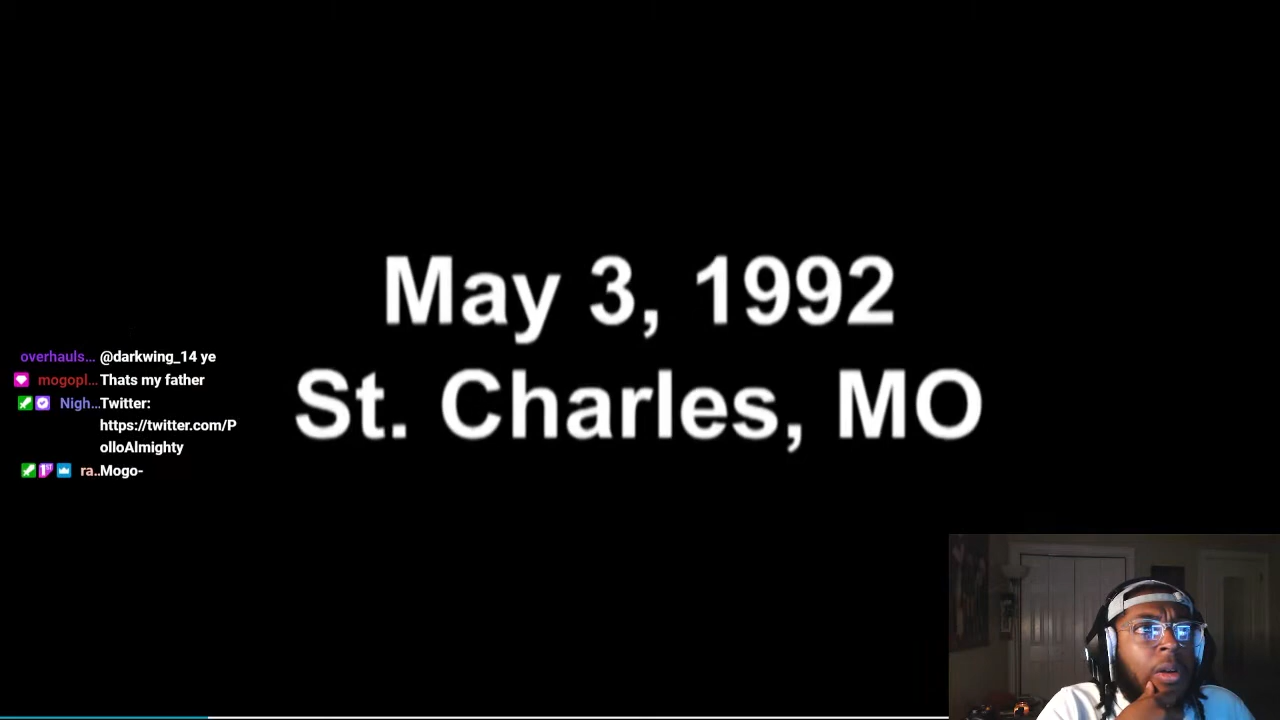 May 3, 1992
St. Charles, MO
overhauls... @darkwing_14 ye
mogopl... Thats my father
Nigh... Twitter:
https://twitter.com/P
olloAlmighty
1ST ra.. Mogo-